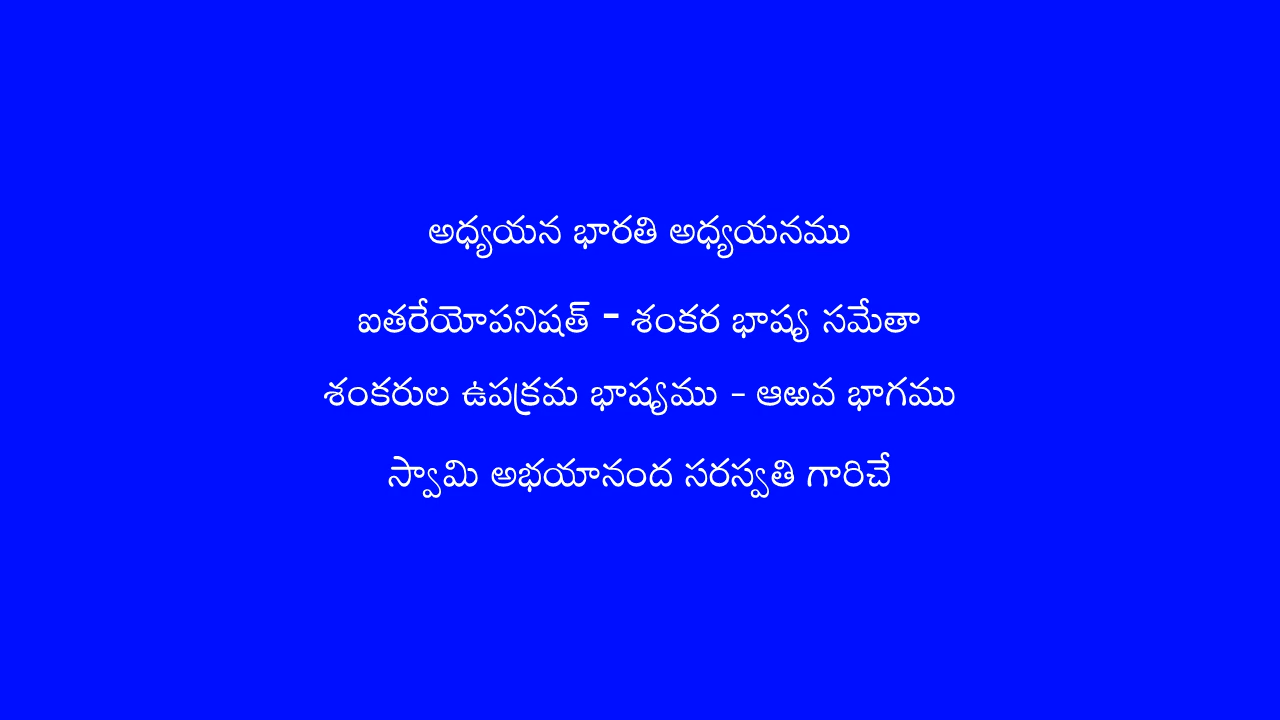 అధ్యయన భారతి అధ్యయనము
ఐతరేయోపనిషత్ - శంకర భాష్య సమేతా
శంకరుల ఉపక్రమ భాష్యము - ఆఱవ భాగము
స్వామి అభయానంద సరస్వతి గారిచే